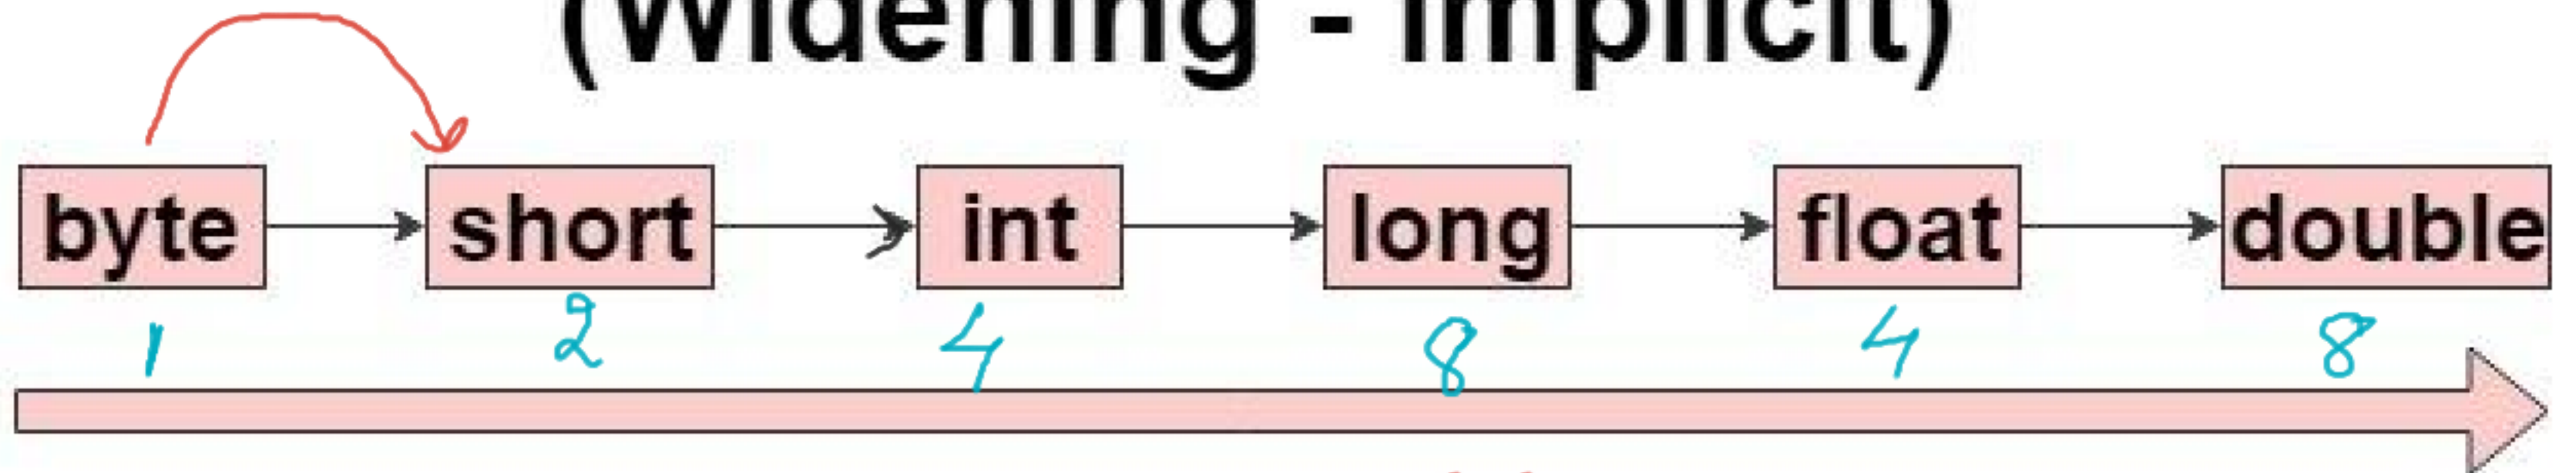 (Widening - Implicit)
byte short int long float double
1 2 4 8 4 8